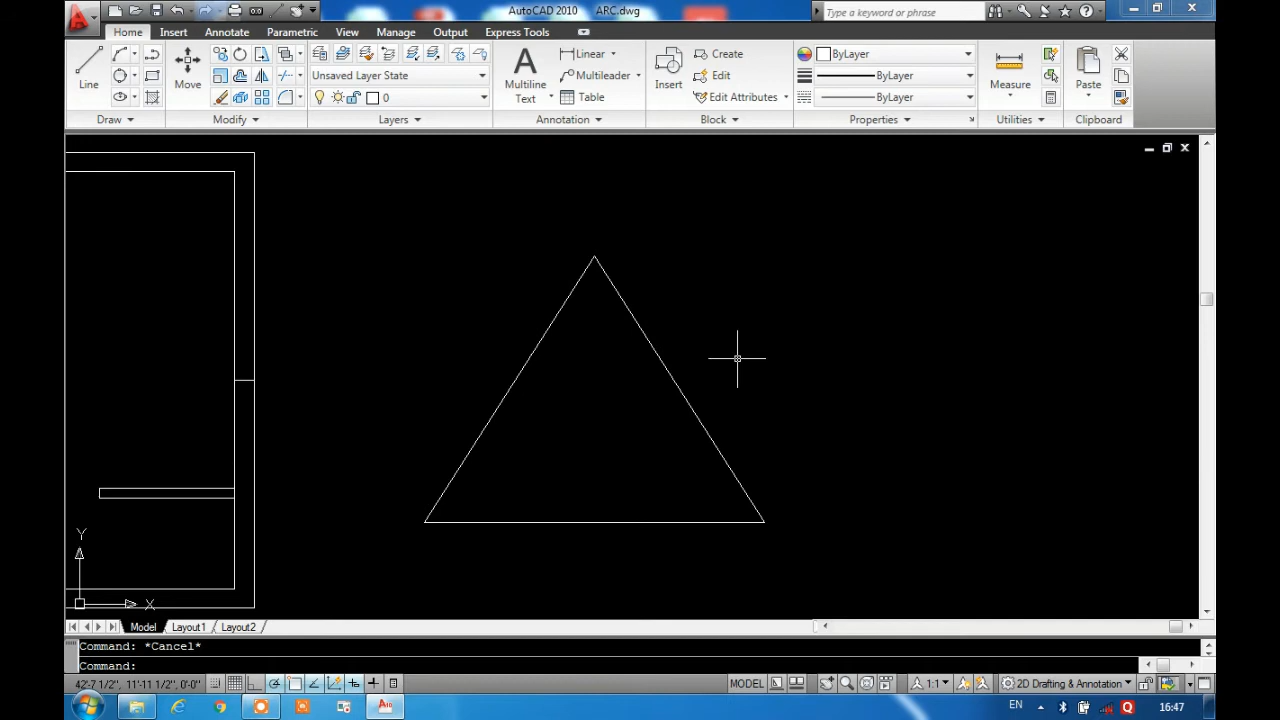 AutoCAD 2010 ARC.dwg Type a keyword or phrase
Home Insert Annotate Parametric View Manage Output Express Tools
Line Move Unsaved Layer State 0 Multiline Text Linear Multileader Table Insert Create Edit Edit Attributes ByLayer ByLayer ByLayer Measure Paste
Draw Modify Layers Annotation Block Properties Utilities Clipboard
Y
X
Model Layout1 Layout2
Command: *Cancel*
Command:
42'-7 1/2", 11'-11 1/2", 0'-0" MODEL 1:1 2D Drafting & Annotation
EN 16:47